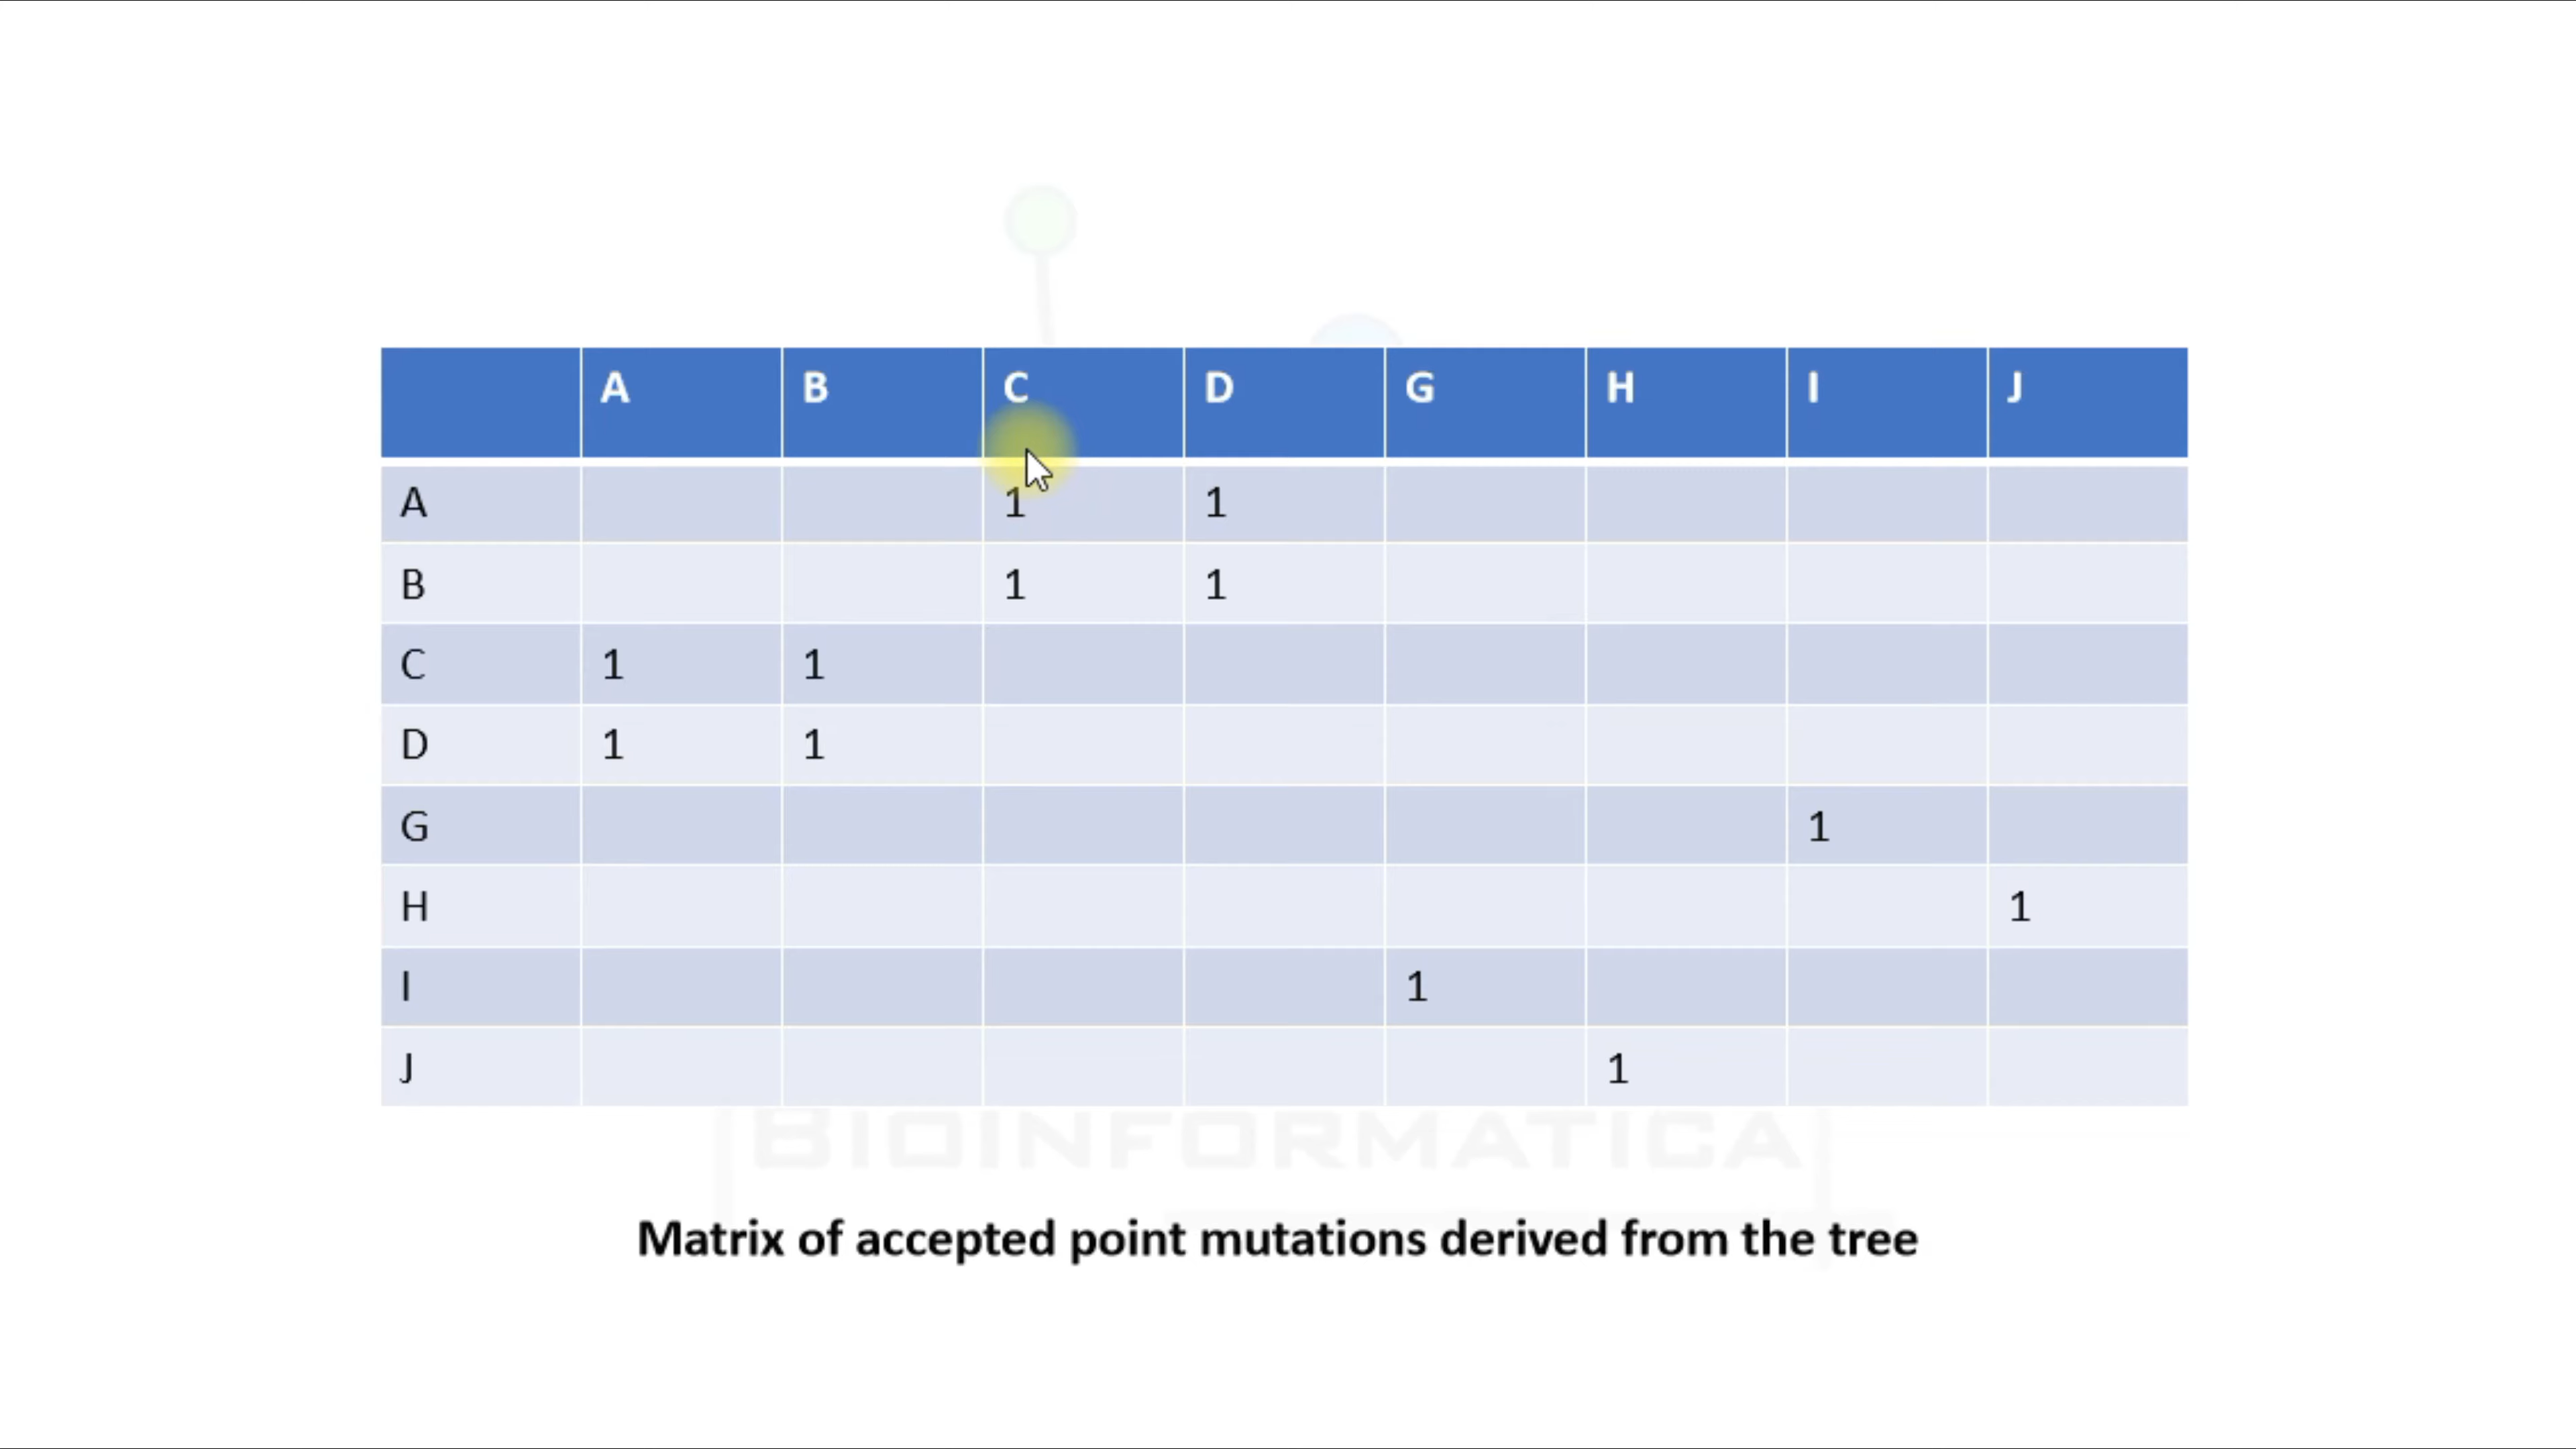 A B C D G H I J
A 1 1
B 1 1
C 1 1
D 1 1
G 1
H 1
I 1
J 1
BIOINFORMATICA
Matrix of accepted point mutations derived from the tree